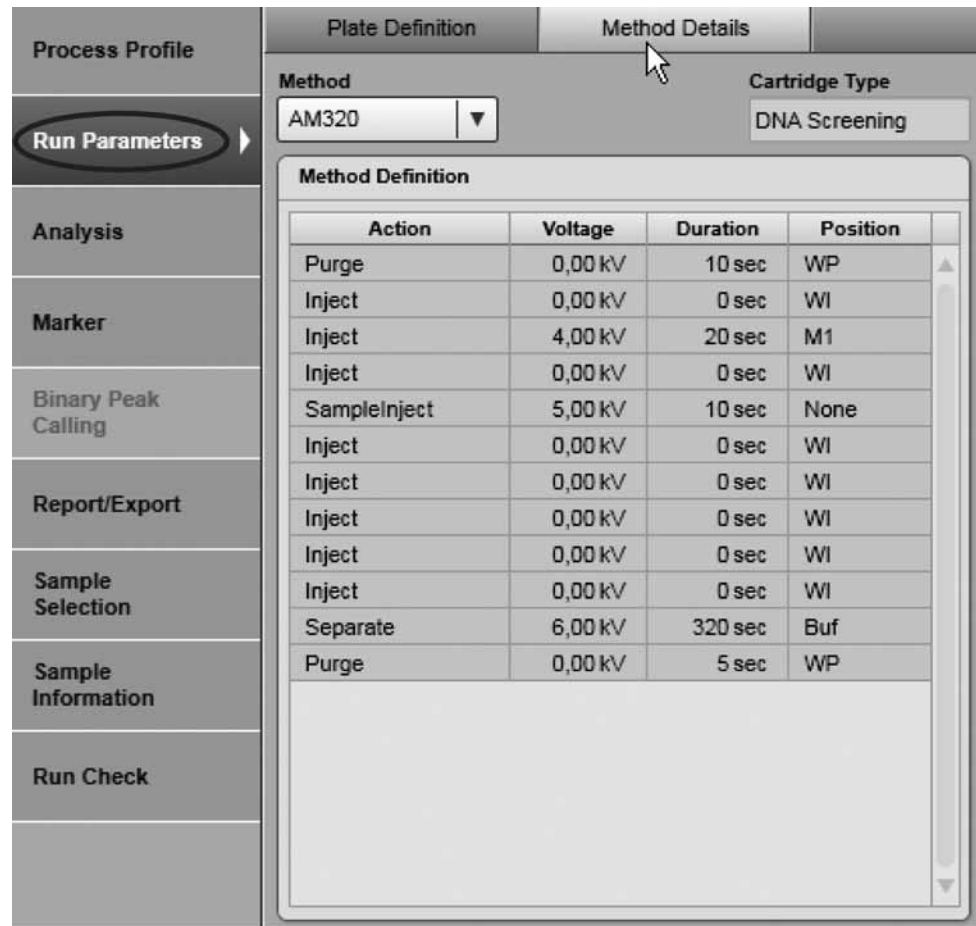 Process Profile
Run Parameters
Analysis
Marker
Binary Peak
Calling
Report/Export
Sample
Selection
Sample
Information
Run Check
Plate Definition Method Details
Method Cartridge Type
AM320 DNA Screening
Method Definition
Action Voltage Duration Position
Purge 0,00 kV 10 sec WP
Inject 0,00 kV 0 sec WI
Inject 4,00 kV 20 sec M1
Inject 0,00 kV 0 sec WI
SampleInject 5,00 kV 10 sec None
Inject 0,00 kV 0 sec WI
Inject 0,00 kV 0 sec WI
Inject 0,00 kV 0 sec WI
Inject 0,00 kV 0 sec WI
Inject 0,00 kV 0 sec WI
Separate 6,00 kV 320 sec Buf
Purge 0,00 kV 5 sec WP